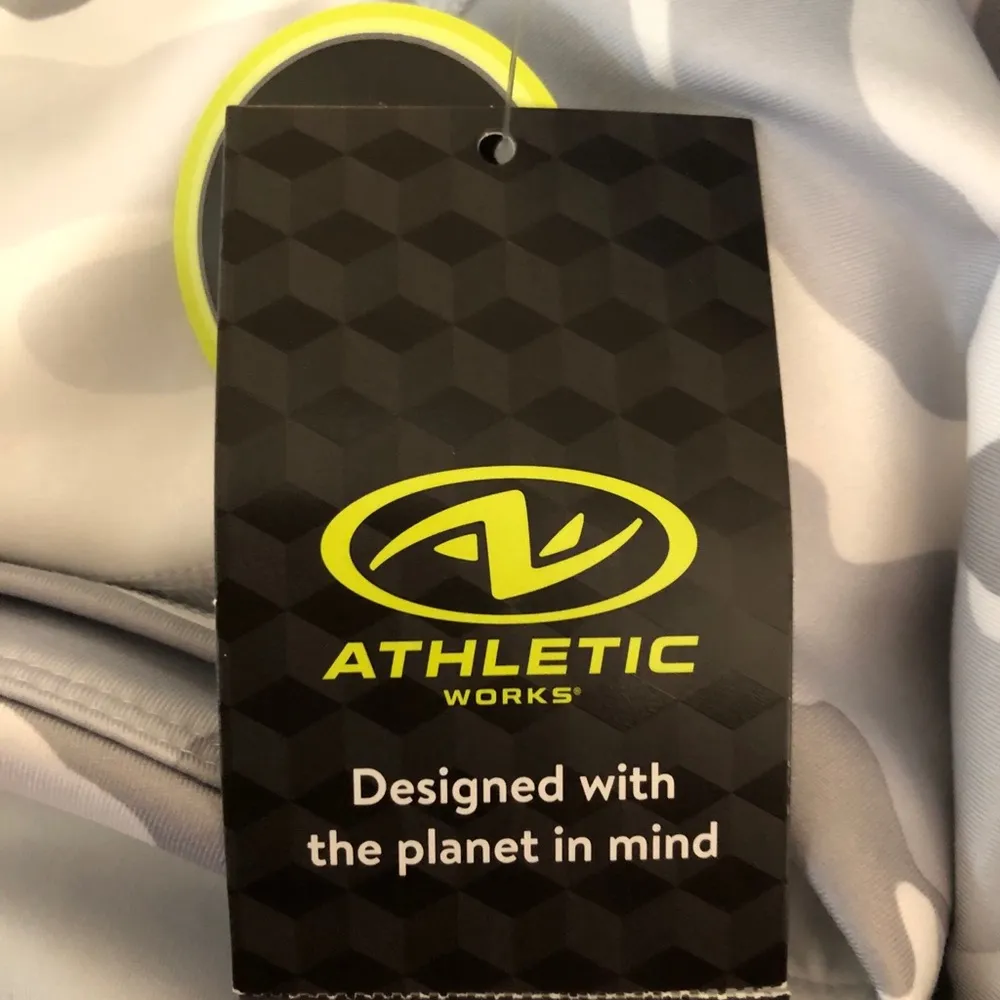 ATHLETIC
WORKS®
Designed with
the planet in mind